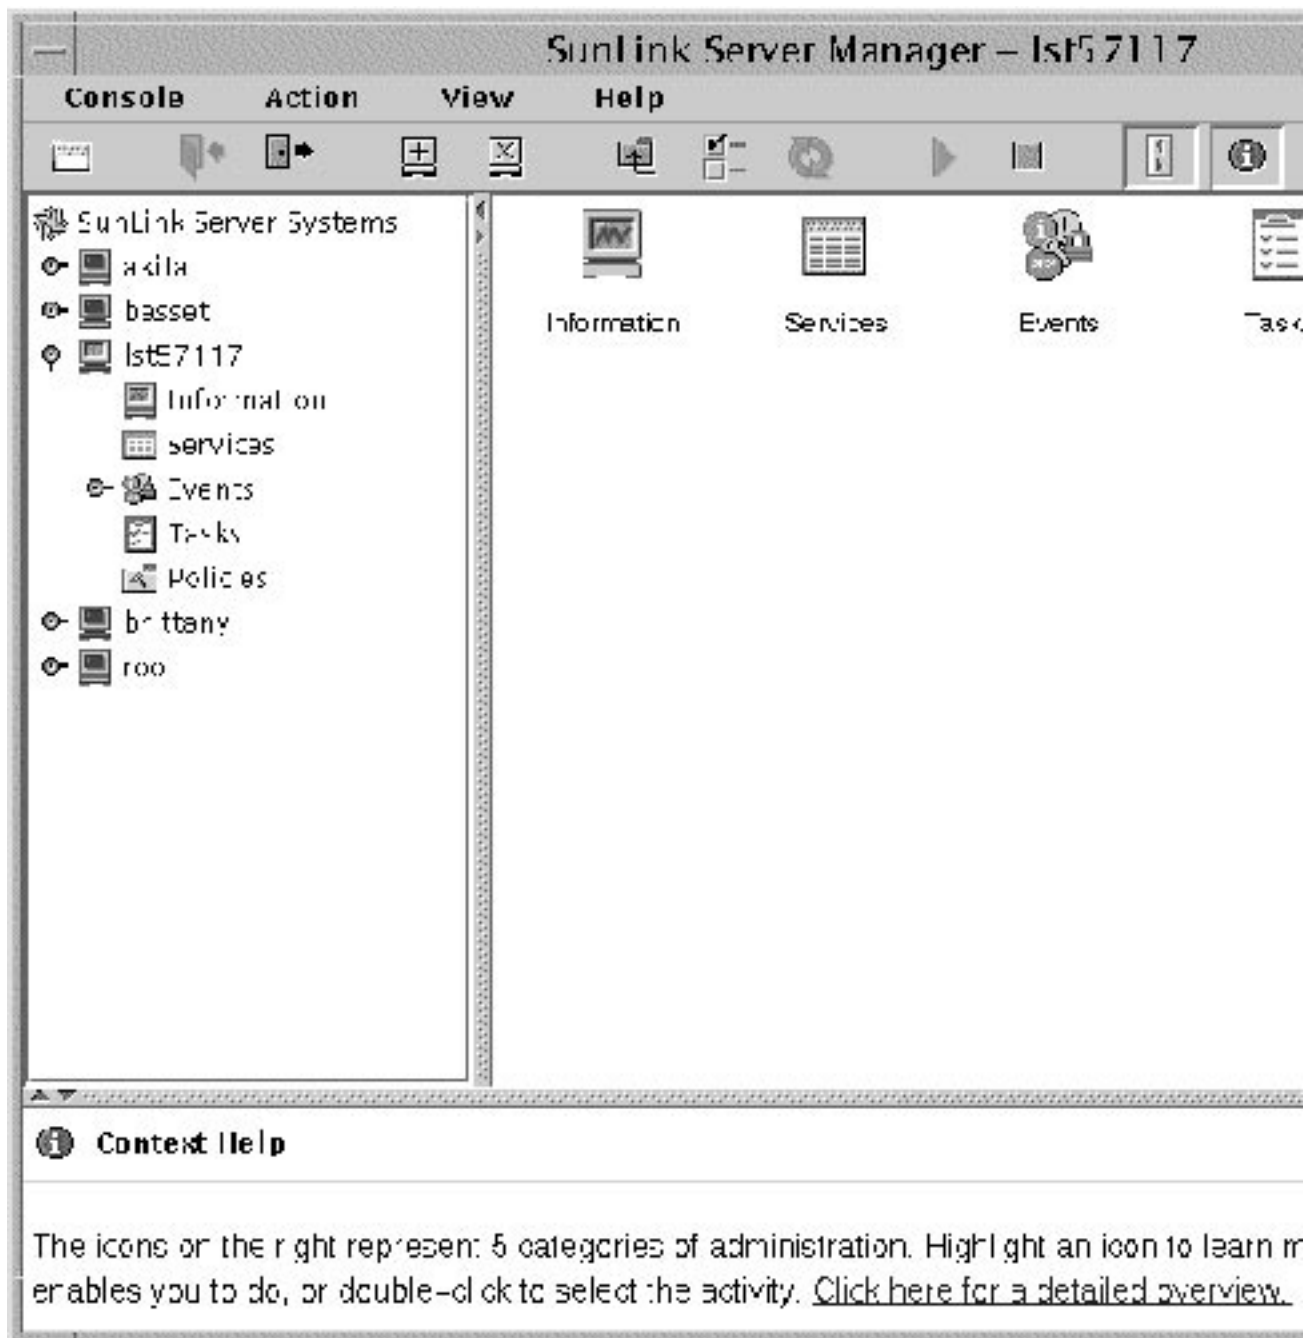 SunLink Server Manager – lst57117
Console Action View Help
SunLink Server Systems
akita
basset
lst57117
Information
Services
Events
Tasks
Policies
brittany
roo
Information Services Events Task
Context Help
The icons on the right represent 5 categories of administration. Highlight an icon to learn m
enables you to do, or double-click to select the activity. Click here for a detailed overview.